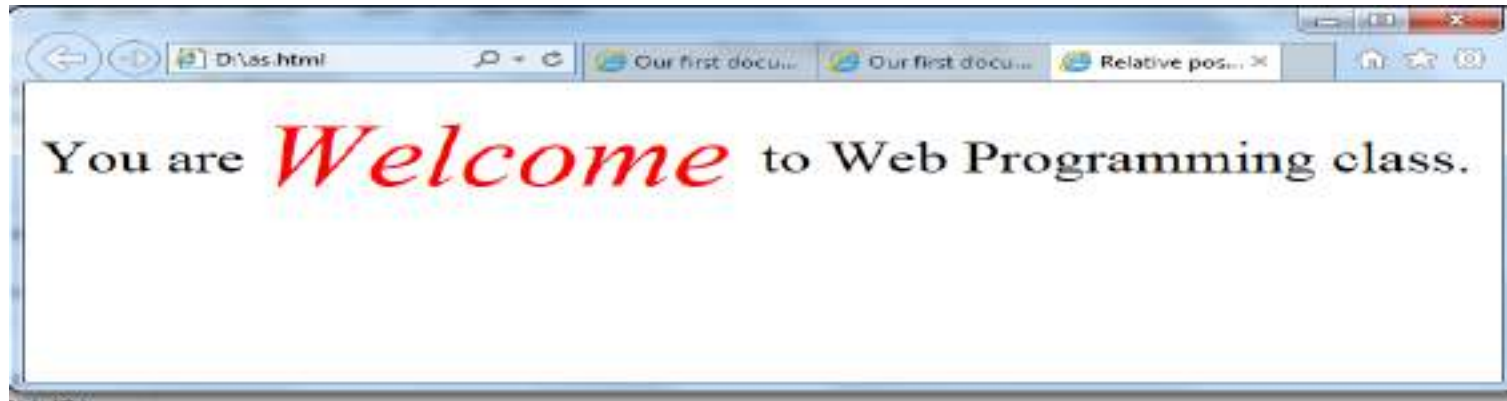 D:\as.html
Our first docu...
Our first docu...
Relative pos...
You are Welcome to Web Programming class.